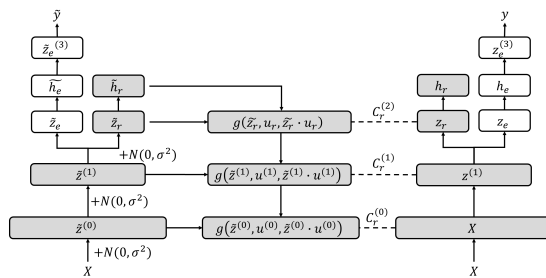 ỹ y
z̃_e^(3) z_e^(3)
h̃_e h̃_r h_r h_e
z̃_e z̃_r g(z̃_r, u_r, z̃_r · u_r) C_r^(2) z_r z_e
+N(0, σ²)
z̃^(1) g(z̃^(1), u^(1), z̃^(1) · u^(1)) C_r^(1) z^(1)
+N(0, σ²)
z̃^(0) g(z̃^(0), u^(0), z̃^(0) · u^(0)) C_r^(0) X
+N(0, σ²)
X X